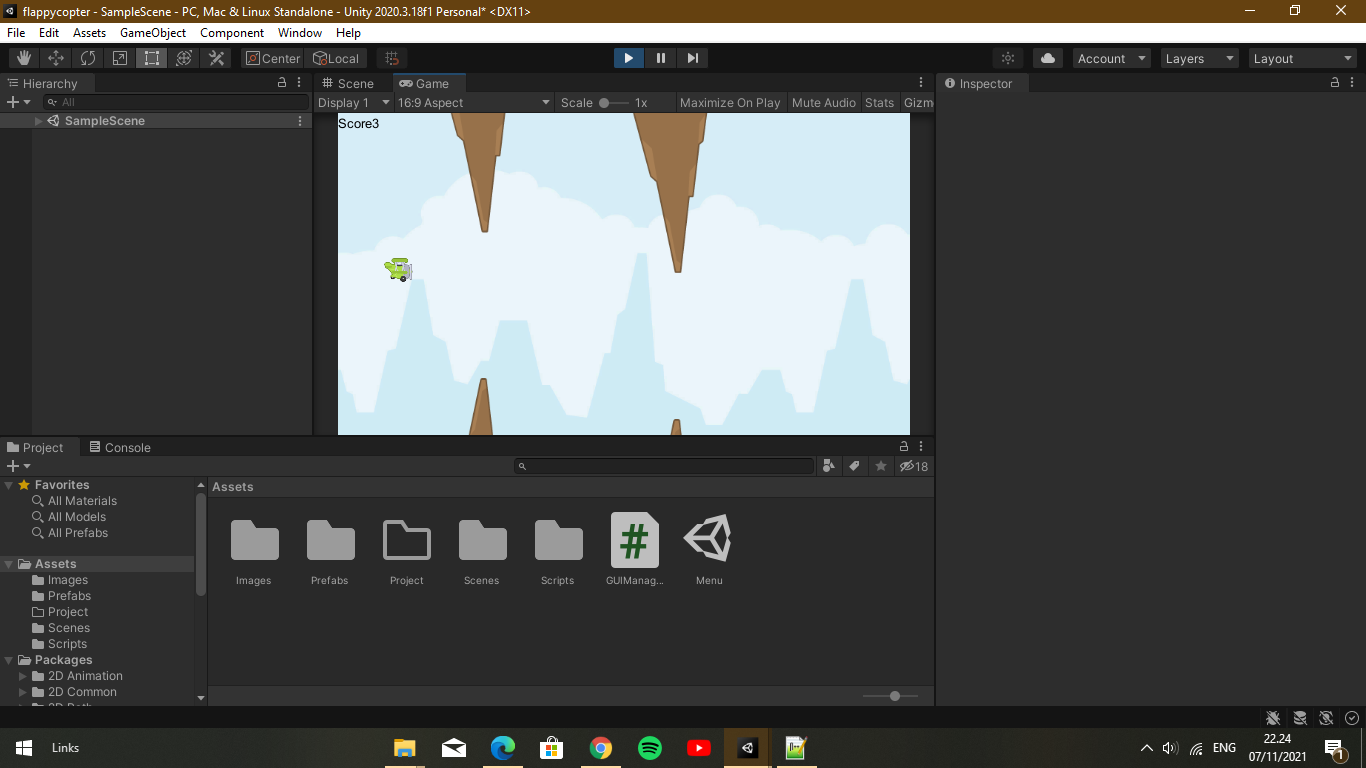 flappycopter - SampleScene - PC, Mac & Linux Standalone - Unity 2020.3.18f1 Personal* <DX11>
File Edit Assets GameObject Component Window Help
Center Local Account Layers Layout
Hierarchy Scene Game Inspector
All Display 1 16:9 Aspect Scale 1x Maximize On Play Mute Audio Stats Gizm
SampleScene
Score3
Project Console
18
Favorites
All Materials
All Models
All Prefabs
Assets
Images
Prefabs
Project
Scenes
Scripts
Packages
2D Animation
2D Common
Assets
Images Prefabs Project Scenes Scripts GUIManag... Menu
Links
ENG
22.24
07/11/2021
1